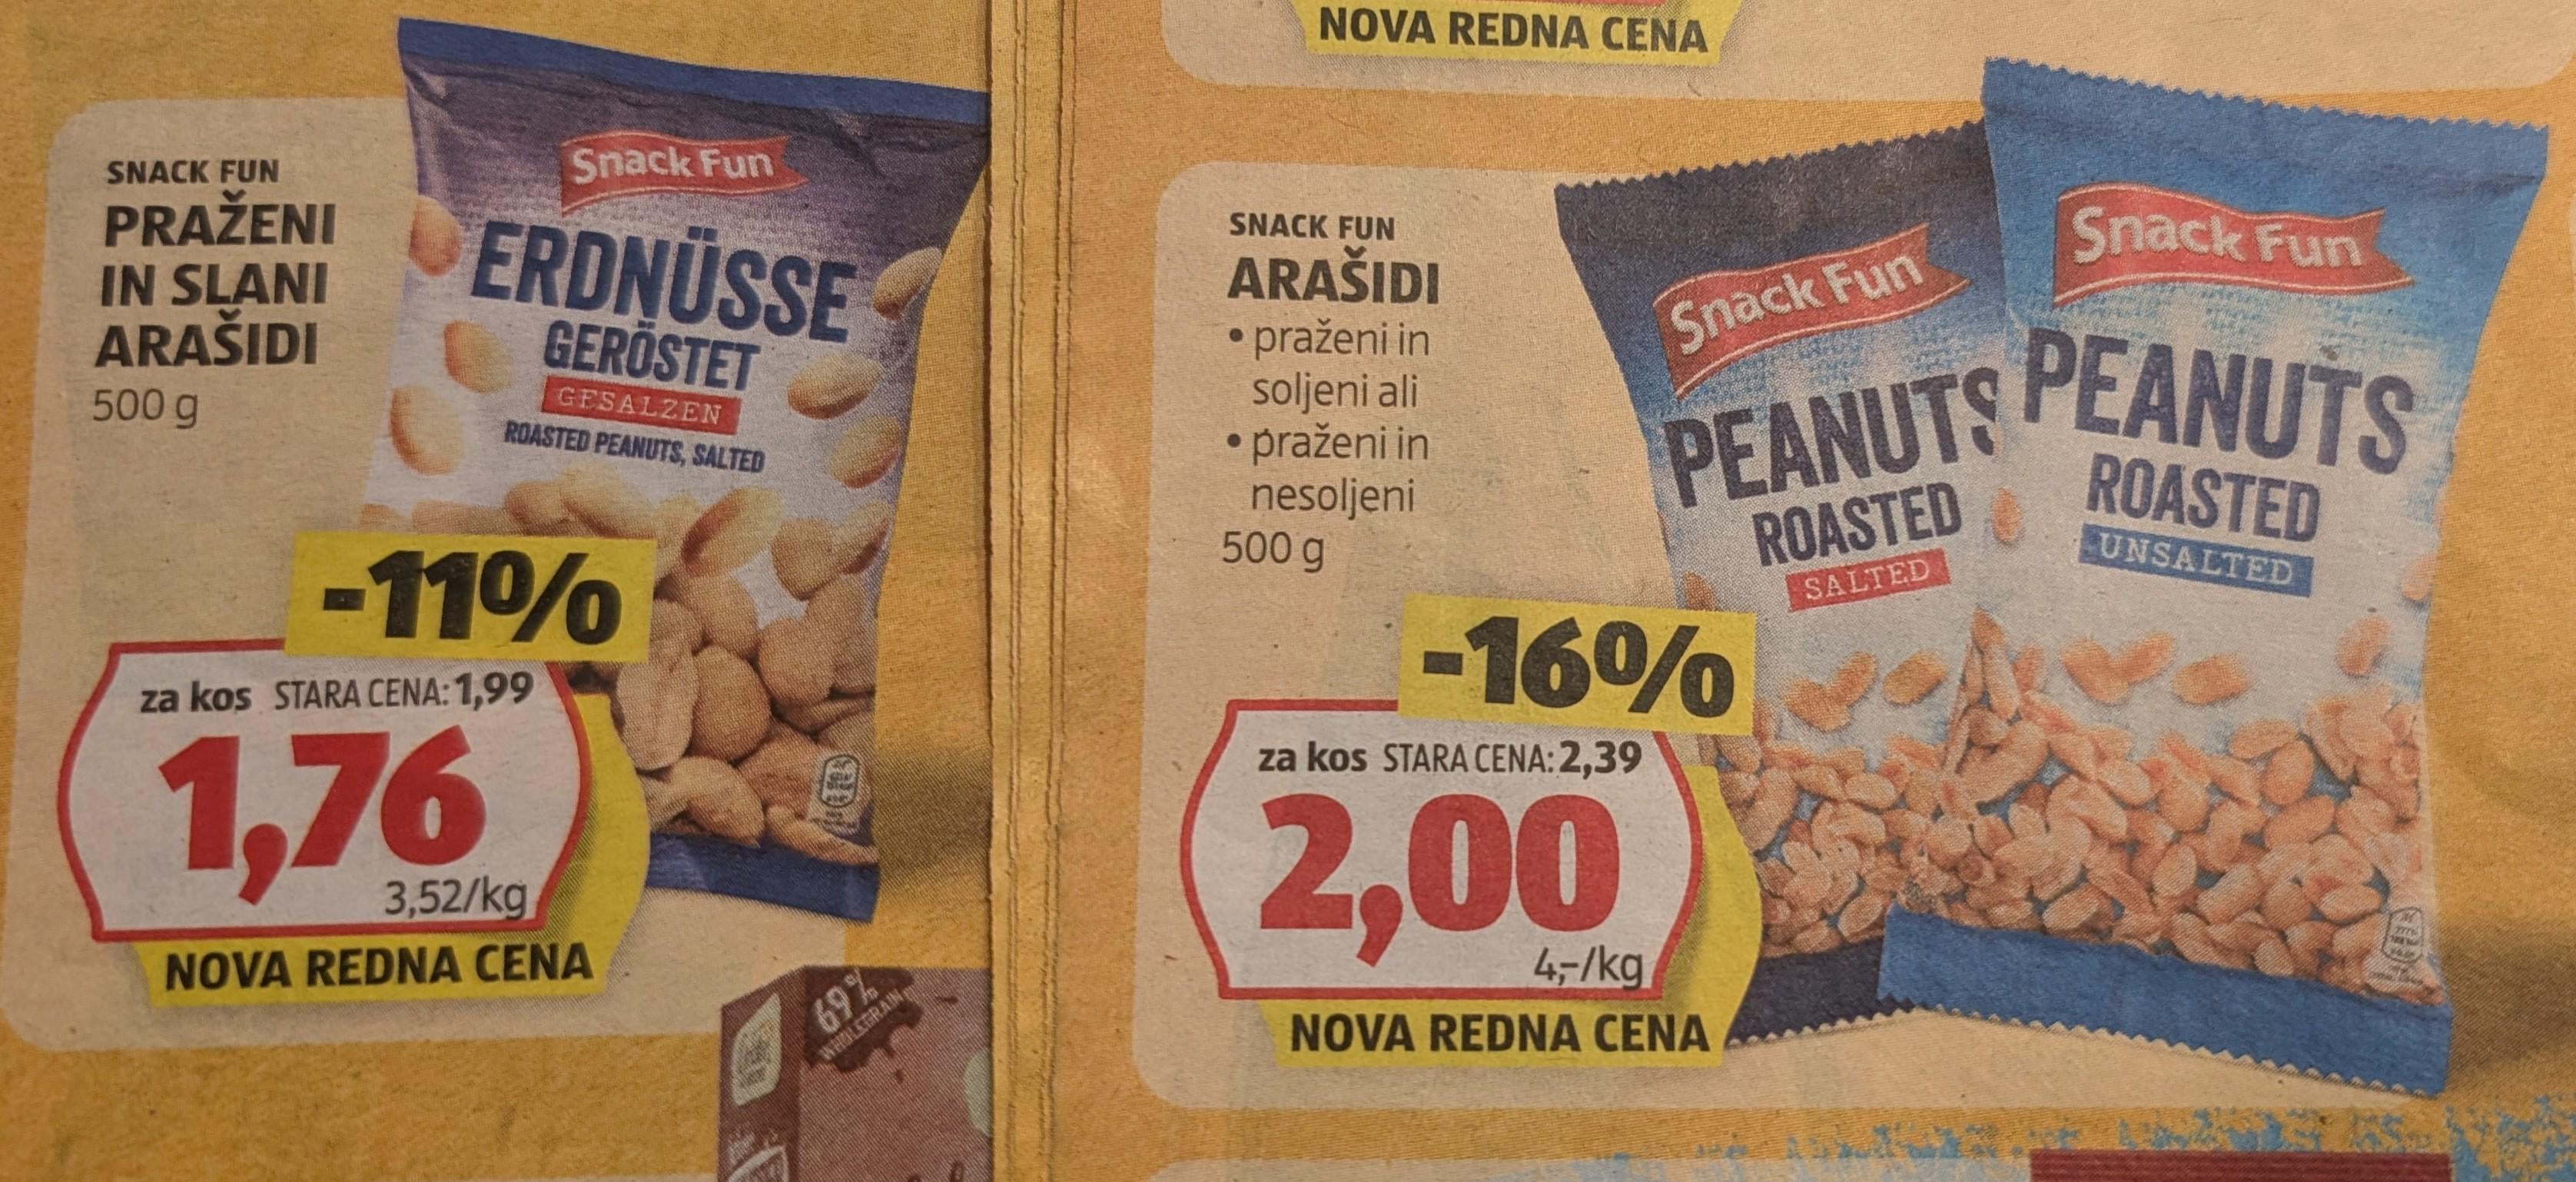 SNACK FUN
PRAŽENI
IN SLANI
ARAŠIDI
500 g
Snack Fun
ERDNÜSSE
GERÖSTET
GESALZEN
ROASTED PEANUTS, SALTED
-11%
za kos STARA CENA: 1,99
1,76
3,52/kg
NOVA REDNA CENA
69%
WHOLEGRAIN
NOVA REDNA CENA
SNACK FUN
ARAŠIDI
• praženi in
soljeni ali
• praženi in
nesoljeni
500 g
Snack Fun
PEANUTS
ROASTED
SALTED
Snack Fun
PEANUTS
ROASTED
UNSALTED
-16%
za kos STARA CENA: 2,39
2,00
4,-/kg
NOVA REDNA CENA